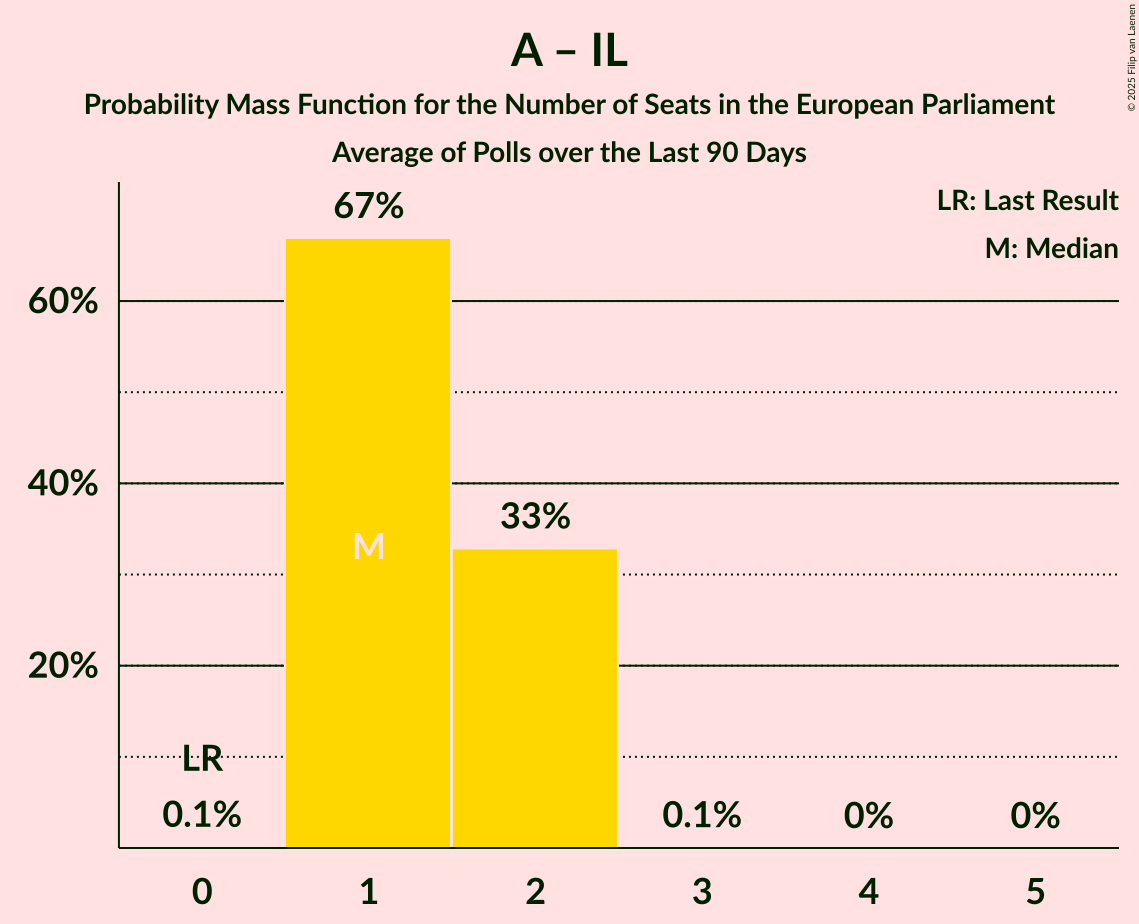 A – IL
Probability Mass Function for the Number of Seats in the European Parliament
Average of Polls over the Last 90 Days
© 2025 Filip van Laenen
LR: Last Result
M: Median
67%
60%
40%
33%
M
20%
LR
0.1%
0.1%
0%
0%
0 1 2 3 4 5